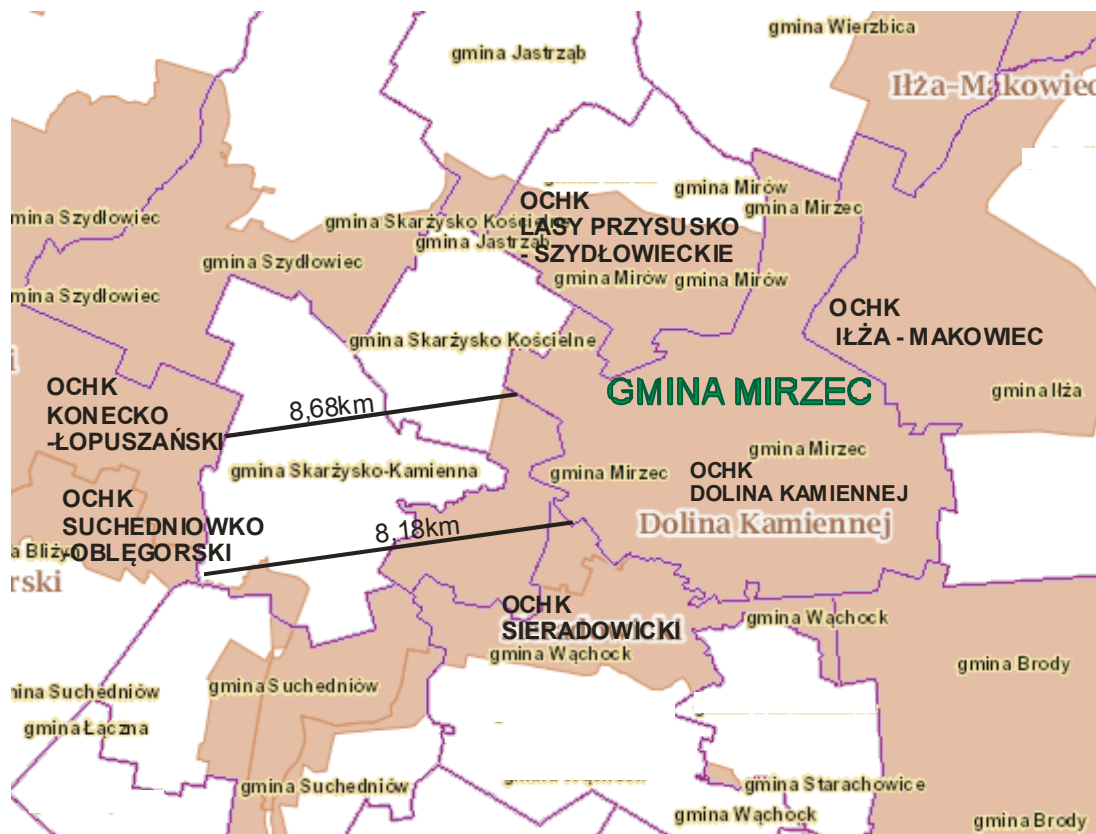 gmina Wierzbica
gmina Jastrząb
Iłża-Makowiec
gmina Mirów
OCHK
LASY PRZYSUSKO
- SZYDŁOWIECKIE
gmina Mirzec
gmina Szydłowiec
gmina Skarżysko Kościelne
gmina Jastrząb
gmina Szydłowiec
gmina Mirów
gmina Mirów
gmina Szydłowiec
OCHK
IŁŻA - MAKOWIEC
gmina Skarżysko Kościelne
OCHK
KONECKO
-ŁOPUSZAŃSKI
8,68km
GMINA MIRZEC
gmina Iłża
gmina Mirzec
gmina Skarżysko-Kamienna
gmina Mirzec
OCHK
DOLINA KAMIENNEJ
OCHK
SUCHEDNIOWKO
-OBLĘGORSKI
8,18km
Dolina Kamiennej
a Bliżyn
rski
OCHK
SIERADOWICKI
gmina Wąchock
gmina Wąchock
gmina Brody
mina Suchedniów
gmina Suchedniów
gmina Łączna
gmina Suchedniów
gmina Starachowice
gmina Wąchock
gmina Brody